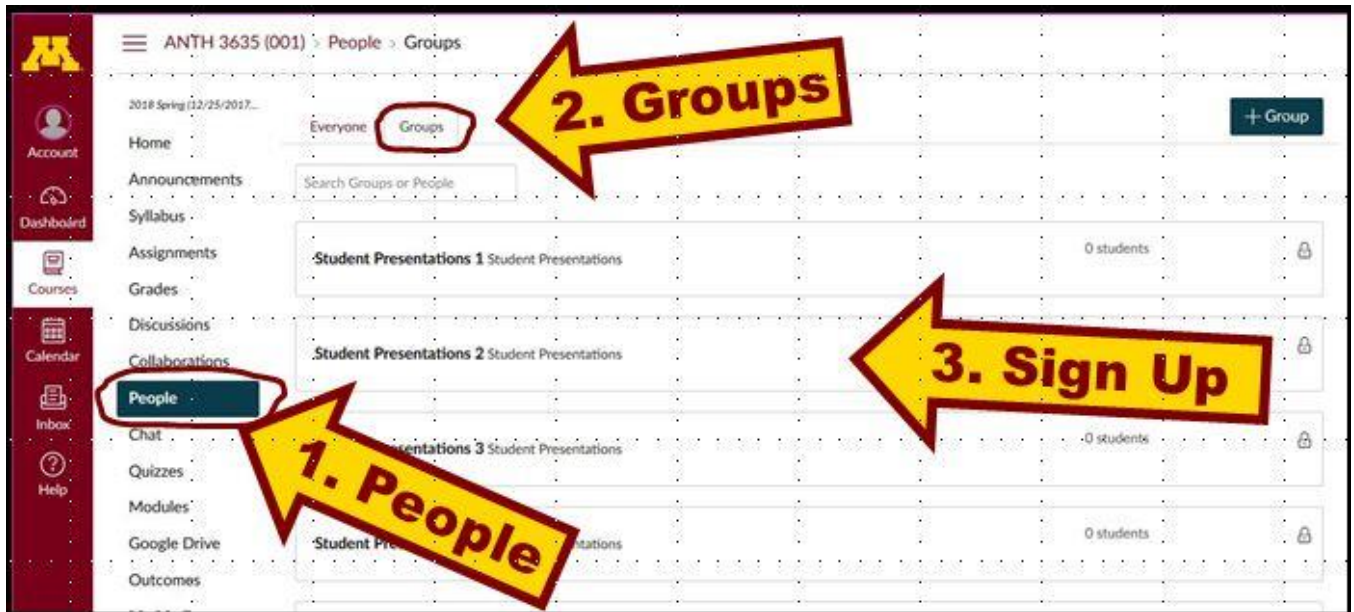 M
ANTH 3635 (001) > People > Groups
Account
Dashboard
Courses
Calendar
Inbox
Help
2018 Spring (12/25/2017...
Home
Announcements
Syllabus
Assignments
Grades
Discussions
Collaborations
People
Chat
Quizzes
Modules
Google Drive
Outcomes
Everyone Groups
+ Group
Search Groups or People
Student Presentations 1 Student Presentations 0 students
Student Presentations 2 Student Presentations
entations 3 Student Presentations 0 students
Student Pr ntations 0 students
1. People
2. Groups
3. Sign Up